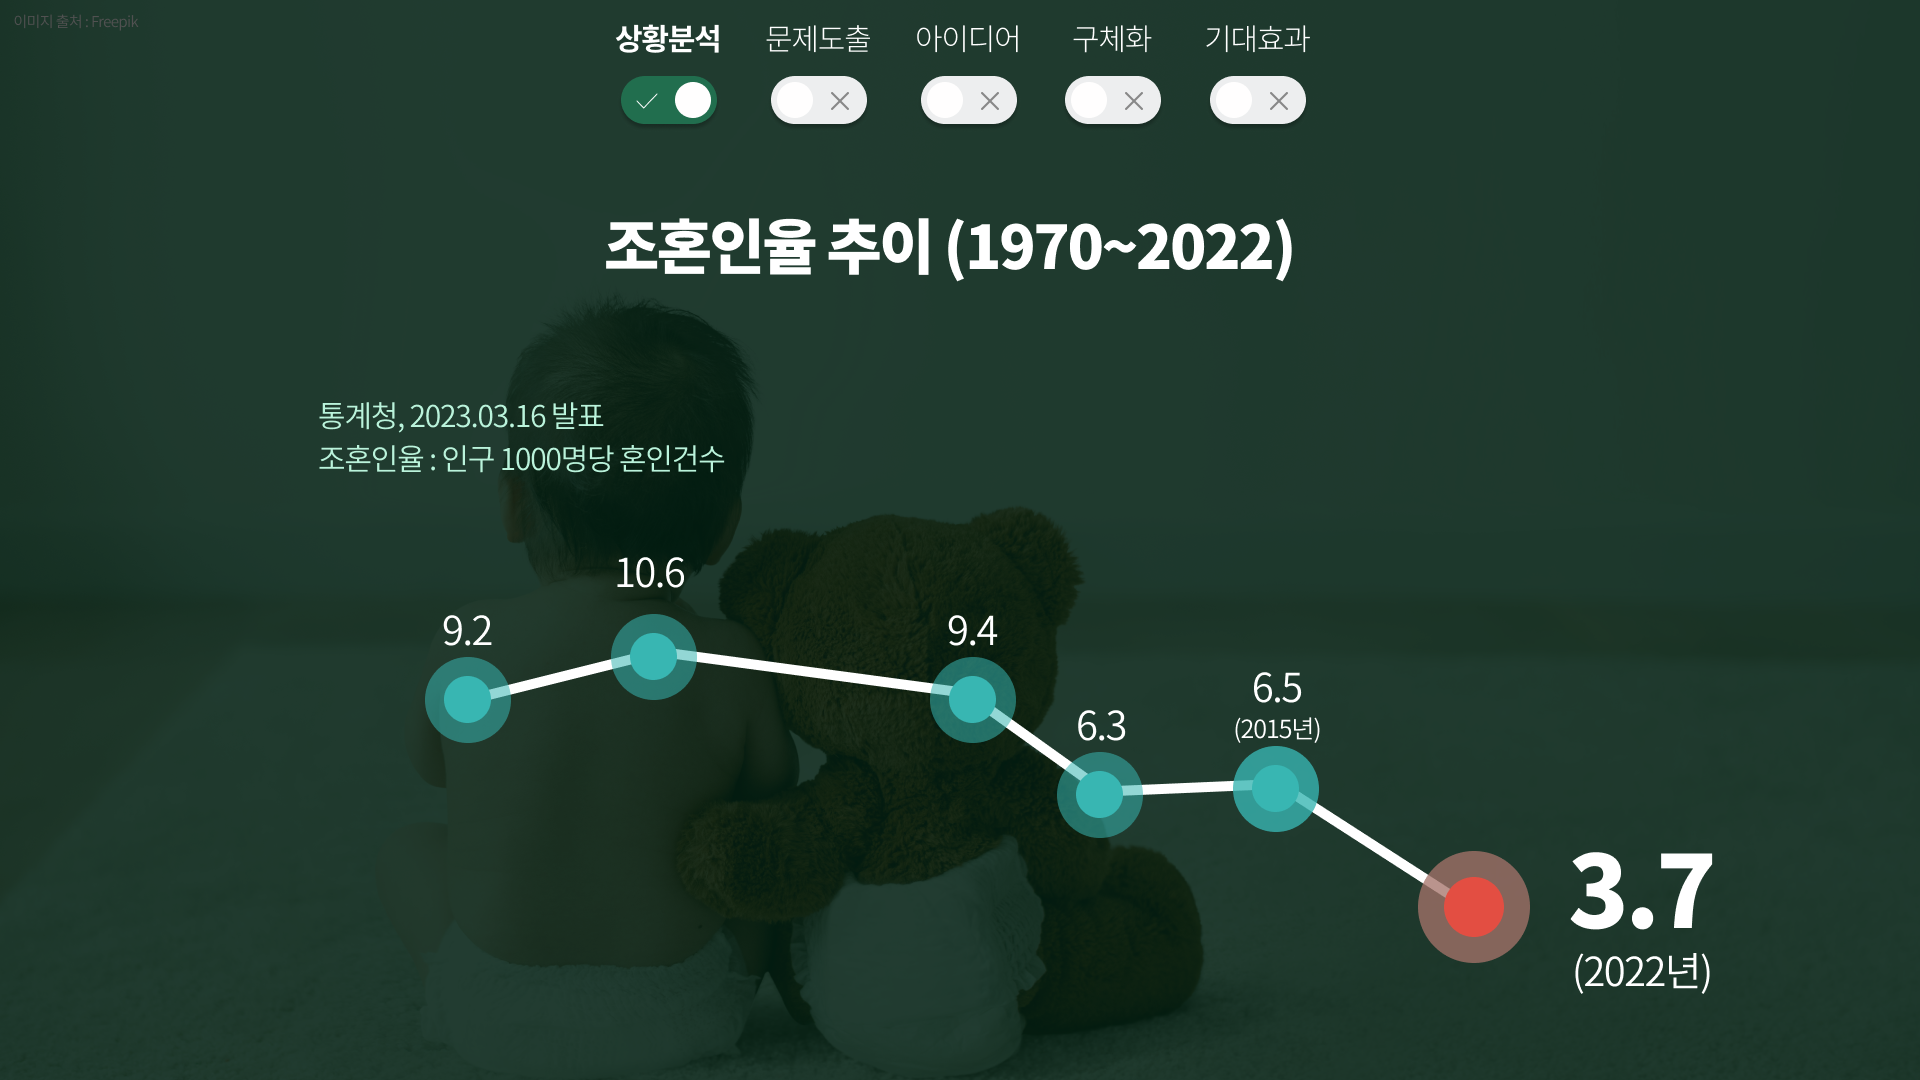 이미지 출처 : Freepik
상황분석 문제도출 아이디어 구체화 기대효과
조혼인율 추이 (1970~2022)
통계청, 2023.03.16 발표
조혼인율 : 인구 1000명당 혼인건수
9.2
10.6
9.4
6.3
6.5
(2015년)
3.7
(2022년)